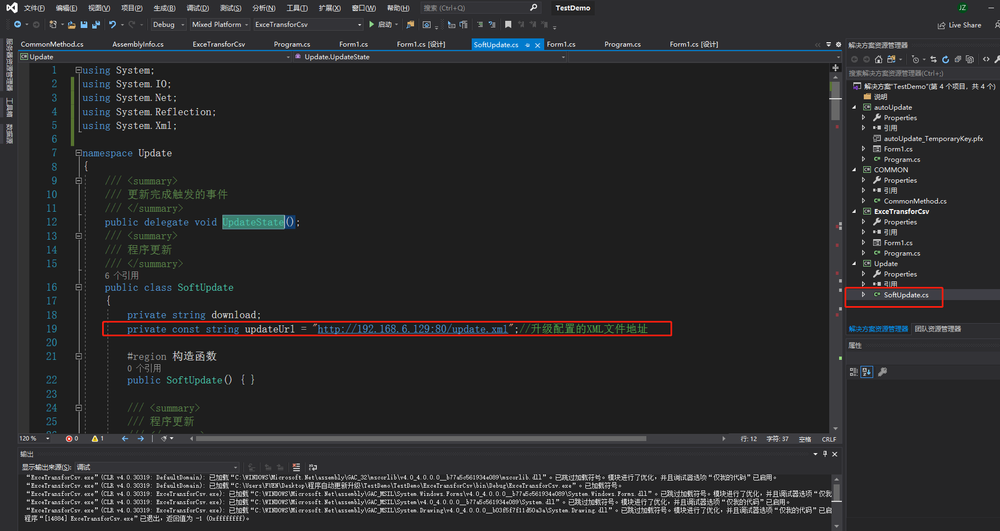 文件(F) 编辑(E) 视图(V) 项目(P) 生成(B) 调试(D) 测试(S) 分析(N) 工具(T) 扩展(X) 窗口(W) 帮助(H) 搜索 (Ctrl+Q) TestDemo JZ
Debug Mixed Platform ExceTransforCsv 启动 Live Share
CommonMethod.cs AssemblyInfo.cs ExceTransforCsv Program.cs Form1.cs Form1.cs [设计] SoftUpdate.cs Form1.cs Program.cs Form1.cs [设计]
服务器资源管理器
工具箱
数据源
Update Update.UpdateState
1 using System;
2 using System.IO;
3 using System.Net;
4 using System.Reflection;
5 using System.Xml;
6
7 namespace Update
8 {
9 /// <summary>
10 /// 更新完成触发的事件
11 /// </summary>
12 public delegate void UpdateState();
13 /// <summary>
14 /// 程序更新
15 /// </summary>
6 个引用
16 public class SoftUpdate
17 {
18 private string download;
19 private const string updateUrl = "http://192.168.6.129:80/update.xml";//升级配置的XML文件地址
20
21 #region 构造函数
0 个引用
22 public SoftUpdate() { }
23
24 /// <summary>
25 /// 程序更新
120 % 0 1 行: 12 字符: 37 空格 CRLF
输出
显示输出来源(S): 调试
“ExceTransforCsv.exe”(CLR v4.0.30319: DefaultDomain): 已加载“C:\WINDOWS\Microsoft.Net\assembly\GAC_32\mscorlib\v4.0_4.0.0.0__b77a5c561934e089\mscorlib.dll”。已跳过加载符号。模块进行了优化，并且调试器选项“仅我的代码”已启用。
“ExceTransforCsv.exe”(CLR v4.0.30319: DefaultDomain): 已加载“C:\Users\FUEN\Desktop\程序自动更新升级\TestDemo\TestDemo\ExceTransforCsv\bin\Debug\ExceTransforCsv.exe”。已加载符号。
“ExceTransforCsv.exe”(CLR v4.0.30319: ExceTransforCsv.exe): 已加载“C:\WINDOWS\Microsoft.Net\assembly\GAC_MSIL\System.Windows.Forms\v4.0_4.0.0.0__b77a5c561934e089\System.Windows.Forms.dll”。已跳过加载符号。模块进行了优化，并且调试器选项“仅我
“ExceTransforCsv.exe”(CLR v4.0.30319: ExceTransforCsv.exe): 已加载“C:\WINDOWS\Microsoft.Net\assembly\GAC_MSIL\System\v4.0_4.0.0.0__b77a5c561934e089\System.dll”。已跳过加载符号。模块进行了优化，并且调试器选项“仅我的代码”已启用。
“ExceTransforCsv.exe”(CLR v4.0.30319: ExceTransforCsv.exe): 已加载“C:\WINDOWS\Microsoft.Net\assembly\GAC_MSIL\System.Drawing\v4.0_4.0.0.0__b03f5f7f11d50a3a\System.Drawing.dll”。已跳过加载符号。模块进行了优化，并且调试器选项“仅我的代码”已启
程序“[14884] ExceTransforCsv.exe”已退出，返回值为 -1 (0xffffffff)。
解决方案资源管理器
搜索解决方案资源管理器(Ctrl+;)
解决方案"TestDemo"(第 4 个项目，共 4 个)
说明
autoUpdate
Properties
引用
autoUpdate_TemporaryKey.pfx
Form1.cs
Program.cs
COMMON
Properties
引用
CommonMethod.cs
ExceTransforCsv
Properties
引用
Form1.cs
Program.cs
Update
Properties
引用
SoftUpdate.cs
解决方案资源管理器 团队资源管理器
属性